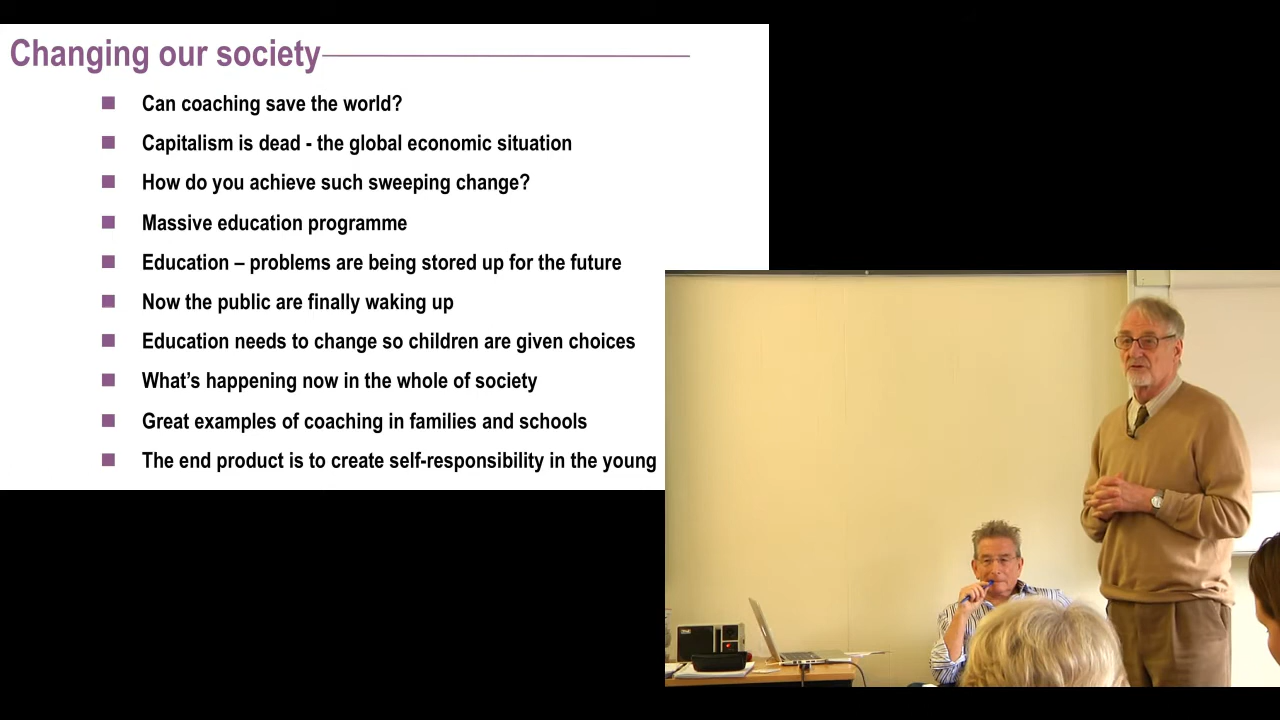 Changing our society
Can coaching save the world?
Capitalism is dead - the global economic situation
How do you achieve such sweeping change?
Massive education programme
Education – problems are being stored up for the future
Now the public are finally waking up
Education needs to change so children are given choices
What’s happening now in the whole of society
Great examples of coaching in families and schools
The end product is to create self-responsibility in the young